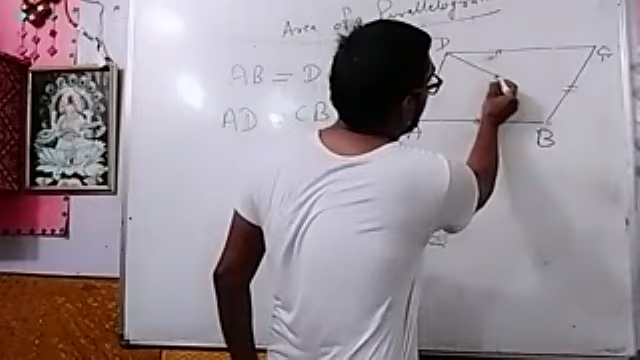 Area of a Parallelogram
D
C
AB = D
AD = CB
A
B